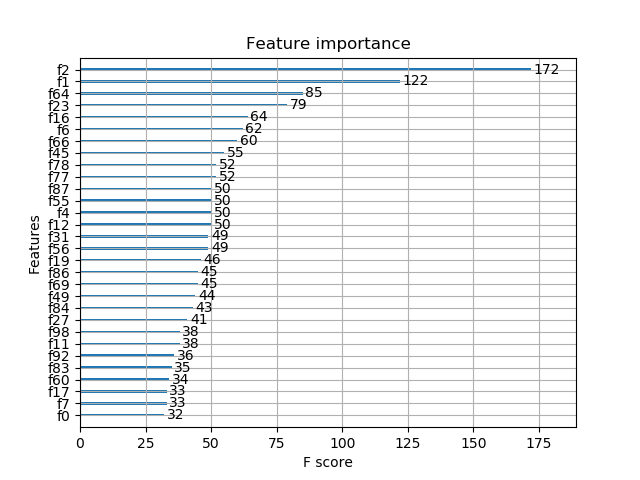 Feature importance
f2 172
f1 122
f64 85
f23 79
f16 64
f6 62
f66 60
f45 55
f78 52
f77 52
f87 50
f55 50
f4 50
f12 50
f31 49
f56 49
f19 46
f86 45
f69 45
f49 44
f84 43
f27 41
f98 38
f11 38
f92 36
f83 35
f60 34
f17 33
f7 33
f0 32
Features
0 25 50 75 100 125 150 175
F score